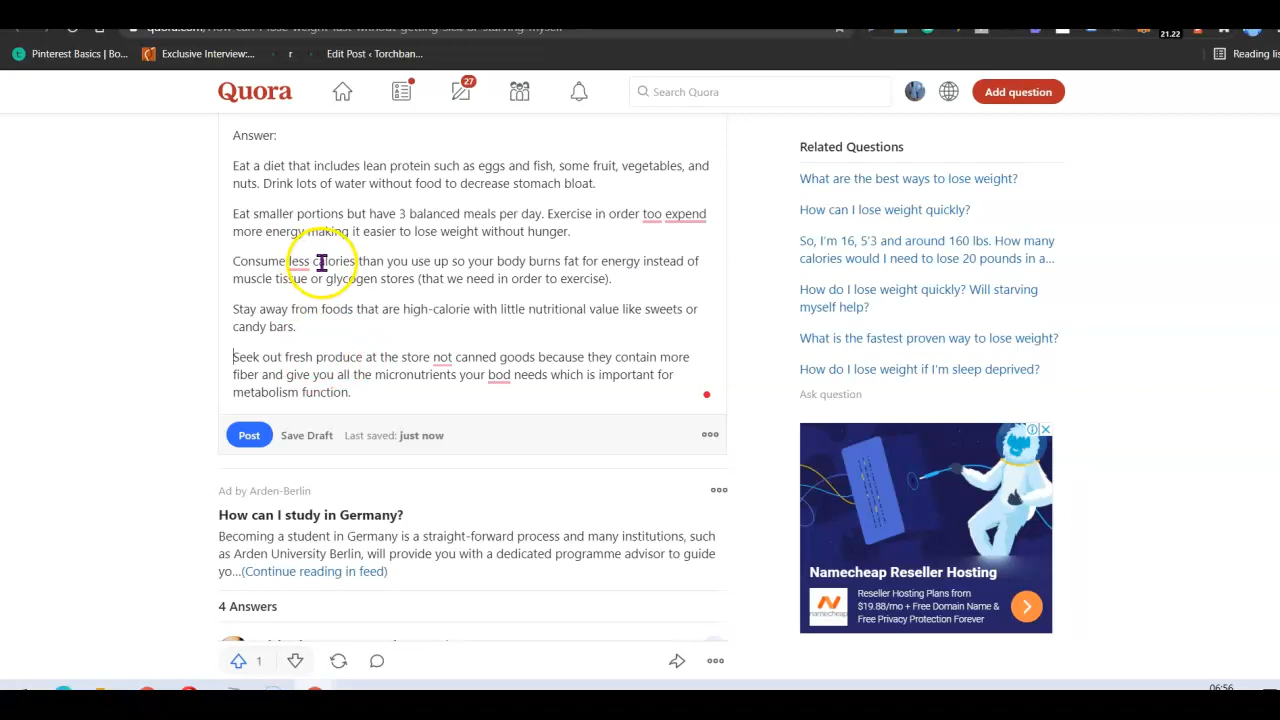 21.22
Pinterest Basics | Bo...
Exclusive Interview:...
r
Edit Post ‹ Torchban...
Reading lis
Quora
27
Search Quora
Add question
Answer:
Eat a diet that includes lean protein such as eggs and fish, some fruit, vegetables, and
nuts. Drink lots of water without food to decrease stomach bloat.
Eat smaller portions but have 3 balanced meals per day. Exercise in order too expend
more energy making it easier to lose weight without hunger.
Consume less calories than you use up so your body burns fat for energy instead of
muscle tissue or glycogen stores (that we need in order to exercise).
Stay away from foods that are high-calorie with little nutritional value like sweets or
candy bars.
Seek out fresh produce at the store not canned goods because they contain more
fiber and give you all the micronutrients your bod needs which is important for
metabolism function.
Post
Save Draft
Last saved: just now
Ad by Arden-Berlin
How can I study in Germany?
Becoming a student in Germany is a straight-forward process and many institutions, such
as Arden University Berlin, will provide you with a dedicated programme advisor to guide
yo...(Continue reading in feed)
4 Answers
1
Related Questions
What are the best ways to lose weight?
How can I lose weight quickly?
So, I'm 16, 5'3 and around 160 lbs. How many
calories would I need to lose 20 pounds in a...
How do I lose weight quickly? Will starving
myself help?
What is the fastest proven way to lose weight?
How do I lose weight if I'm sleep deprived?
Ask question
Namecheap Reseller Hosting
namecheap
Reseller Hosting Plans from
$19.88/mo + Free Domain Name &
Free Privacy Protection Forever
06:56